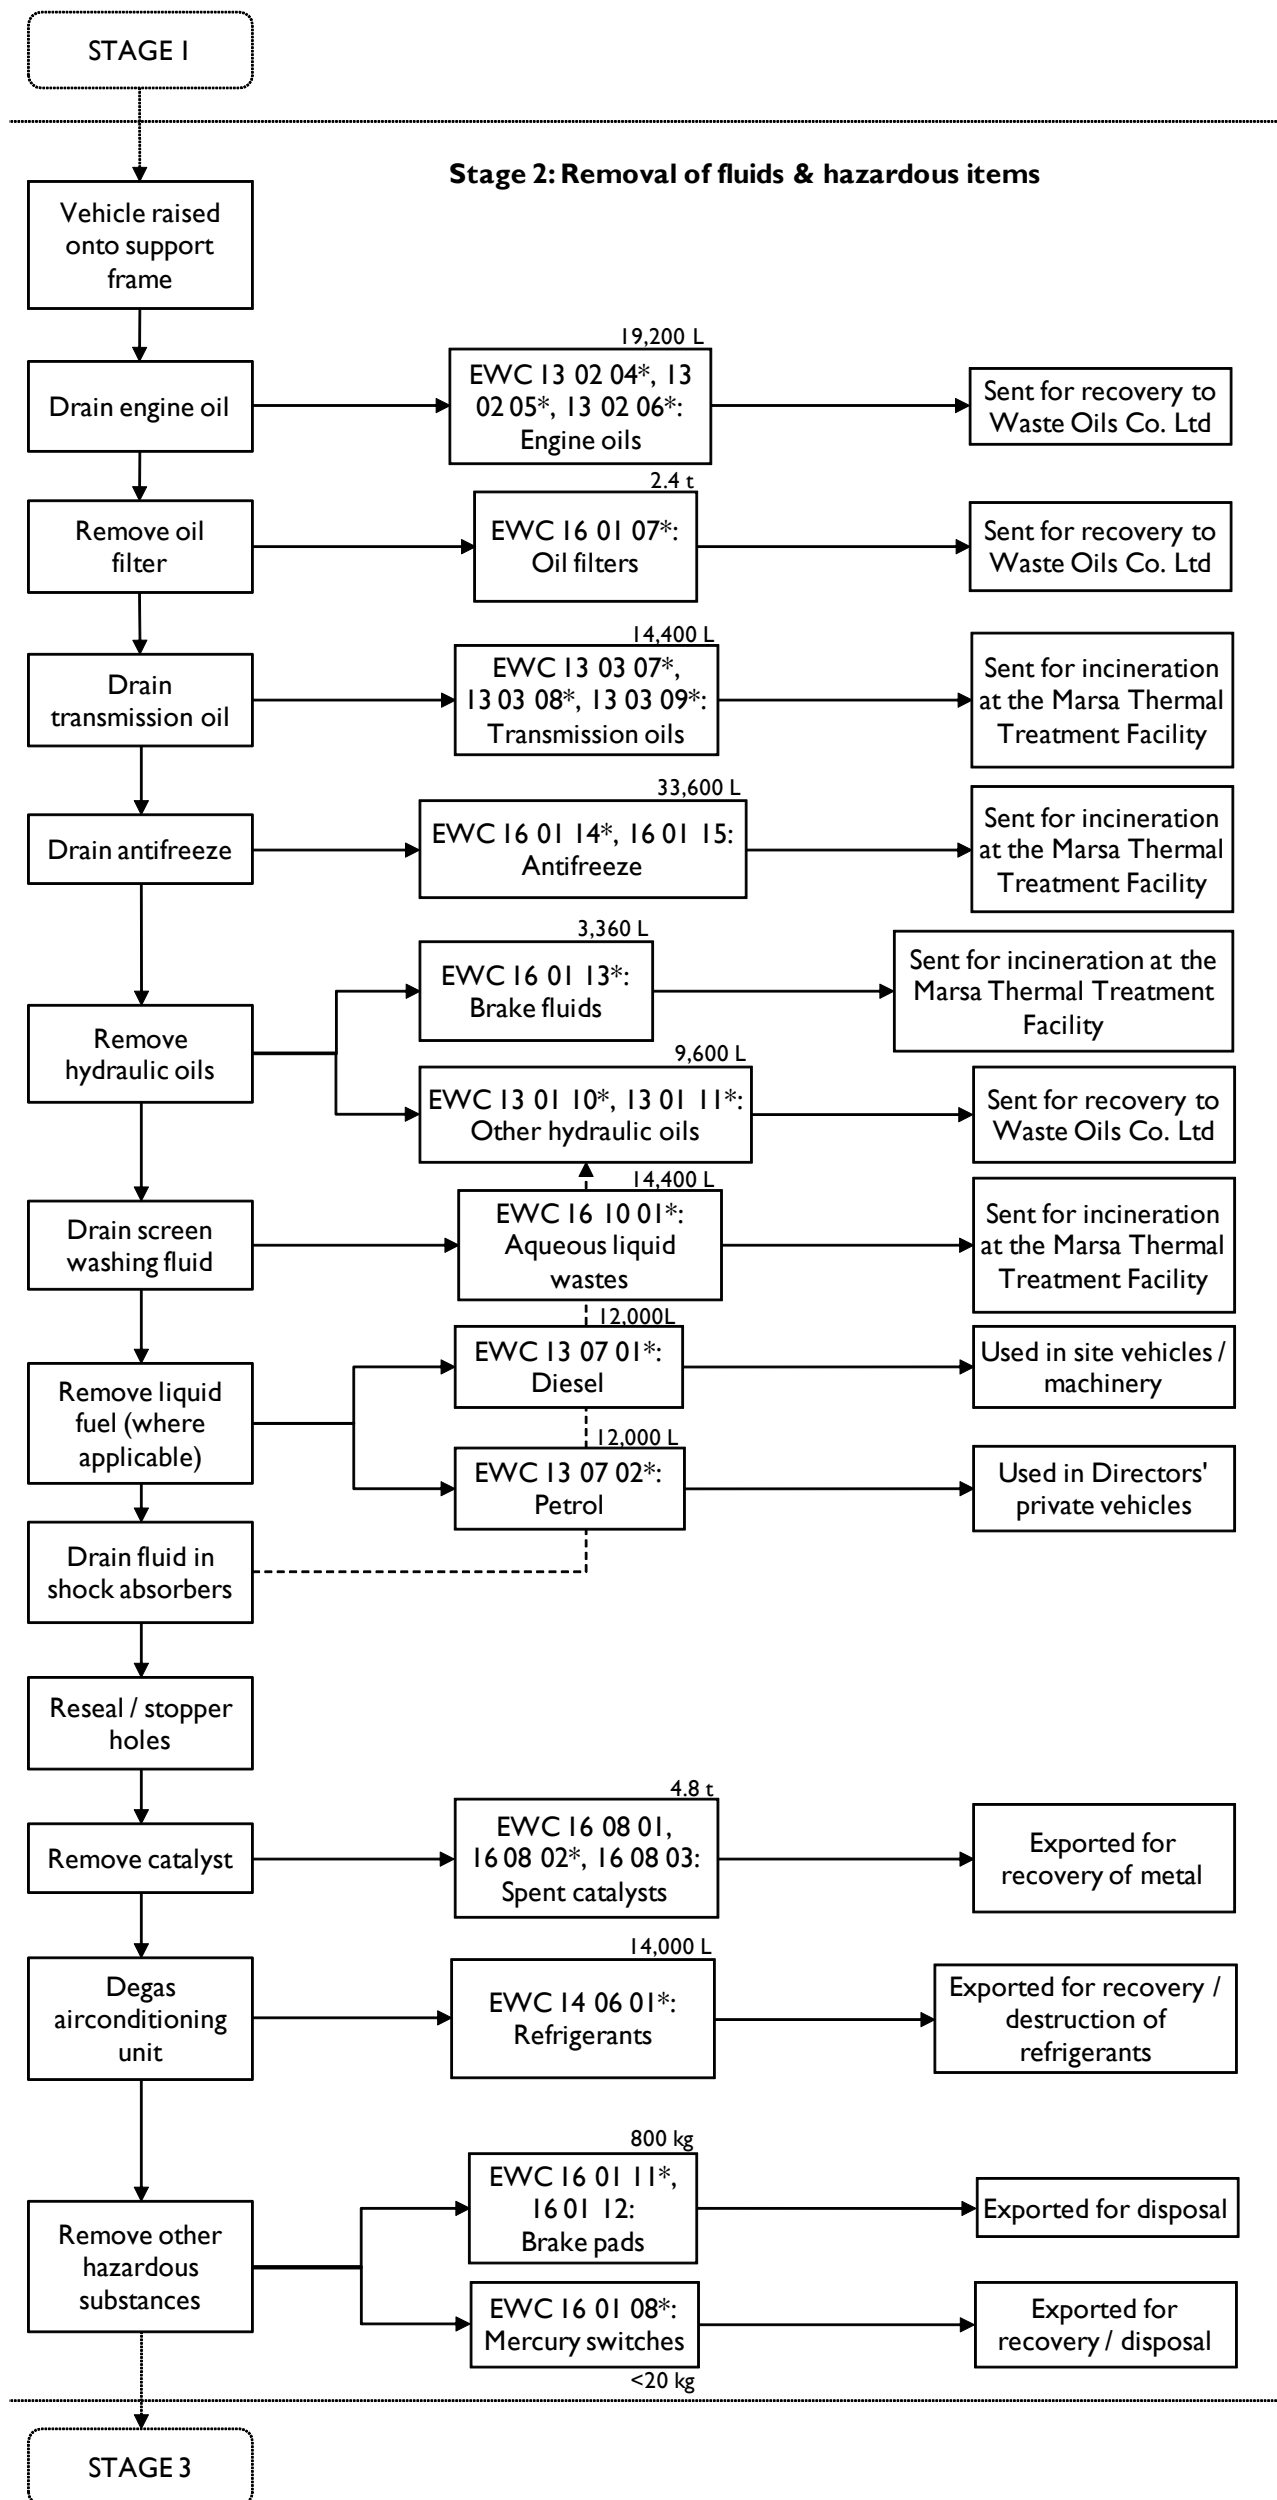 STAGE 1
Stage 2: Removal of fluids & hazardous items
Vehicle raised
onto support
frame
Drain engine oil
19,200 L
EWC 13 02 04*, 13
02 05*, 13 02 06*:
Engine oils
Sent for recovery to
Waste Oils Co. Ltd
Remove oil
filter
2.4 t
EWC 16 01 07*:
Oil filters
Sent for recovery to
Waste Oils Co. Ltd
Drain
transmission oil
14,400 L
EWC 13 03 07*,
13 03 08*, 13 03 09*:
Transmission oils
Sent for incineration
at the Marsa Thermal
Treatment Facility
Drain antifreeze
33,600 L
EWC 16 01 14*, 16 01 15:
Antifreeze
Sent for incineration
at the Marsa Thermal
Treatment Facility
Remove
hydraulic oils
3,360 L
EWC 16 01 13*:
Brake fluids
Sent for incineration at the
Marsa Thermal Treatment
Facility
9,600 L
EWC 13 01 10*, 13 01 11*:
Other hydraulic oils
Sent for recovery to
Waste Oils Co. Ltd
Drain screen
washing fluid
14,400 L
EWC 16 10 01*:
Aqueous liquid
wastes
Sent for incineration
at the Marsa Thermal
Treatment Facility
Remove liquid
fuel (where
applicable)
12,000L
EWC 13 07 01*:
Diesel
Used in site vehicles /
machinery
12,000 L
EWC 13 07 02*:
Petrol
Used in Directors'
private vehicles
Drain fluid in
shock absorbers
Reseal / stopper
holes
Remove catalyst
4.8 t
EWC 16 08 01,
16 08 02*, 16 08 03:
Spent catalysts
Exported for
recovery of metal
Degas
airconditioning
unit
14,000 L
EWC 14 06 01*:
Refrigerants
Exported for recovery /
destruction of
refrigerants
Remove other
hazardous
substances
800 kg
EWC 16 01 11*,
16 01 12:
Brake pads
Exported for disposal
EWC 16 01 08*:
Mercury switches
<20 kg
Exported for
recovery / disposal
STAGE 3